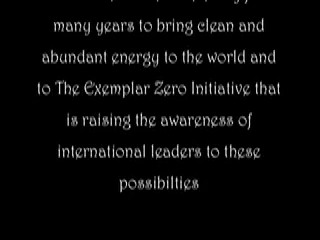 many years to bring clean and
abundant energy to the world and
to The Exemplar Zero Initiative that
is raising the awareness of
international leaders to these
possibilties